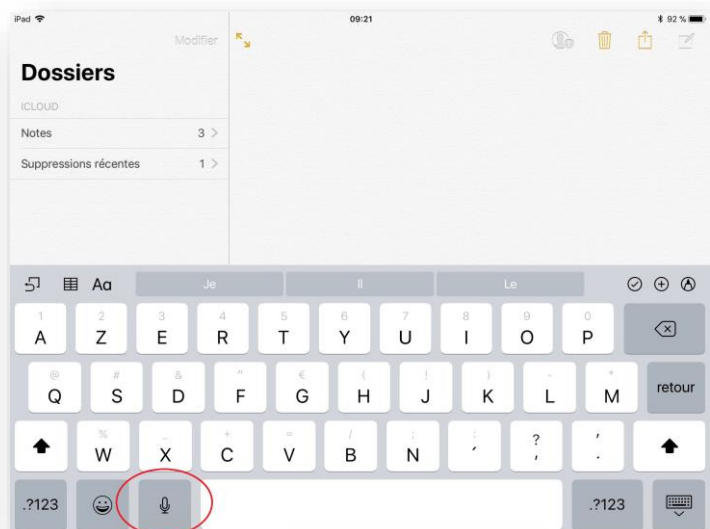 iPad 09:21 92 %
Modifier
Dossiers
ICLOUD
Notes 3 >
Suppressions récentes 1 >
Aa Je Il Le
1 2 3 4 5 6 7 8 9 0
A Z E R T Y U I O P
@ # & " € ( ! ) - *
Q S D F G H J K L M retour
% _ + = / ; : ? '
W X C V B N ´ , .
.?123 .?123